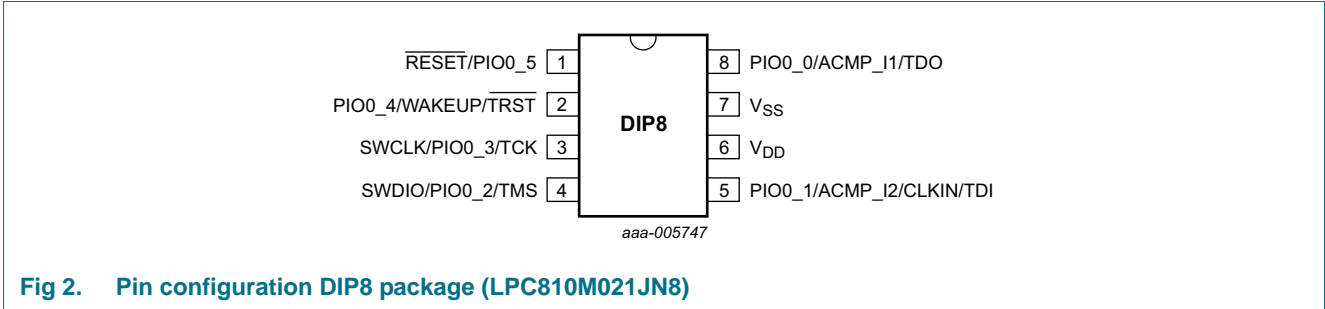 RESET/PIO0_5 1
8 PIO0_0/ACMP_I1/TDO
PIO0_4/WAKEUP/TRST 2
7 VSS
DIP8
SWCLK/PIO0_3/TCK 3
6 VDD
SWDIO/PIO0_2/TMS 4
5 PIO0_1/ACMP_I2/CLKIN/TDI
aaa-005747
Fig 2. Pin configuration DIP8 package (LPC810M021JN8)